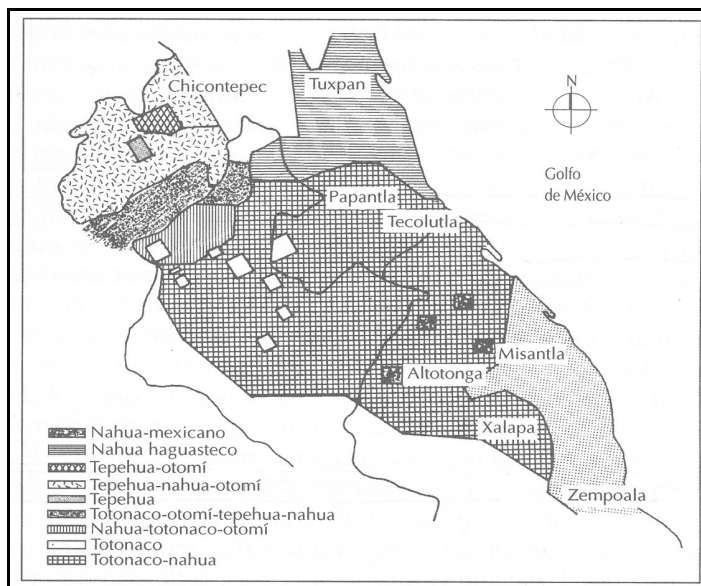 Chicontepec
Tuxpan
N
Golfo
de México
Papantla
Tecolutla
Misantla
Altotonga
Xalapa
Zempoala
Nahua-mexicano
Nahua haguasteco
Tepehua-otomí
Tepehua-nahua-otomí
Tepehua
Totonaco-otomí-tepehua-nahua
Nahua-totonaco-otomí
Totonaco
Totonaco-nahua